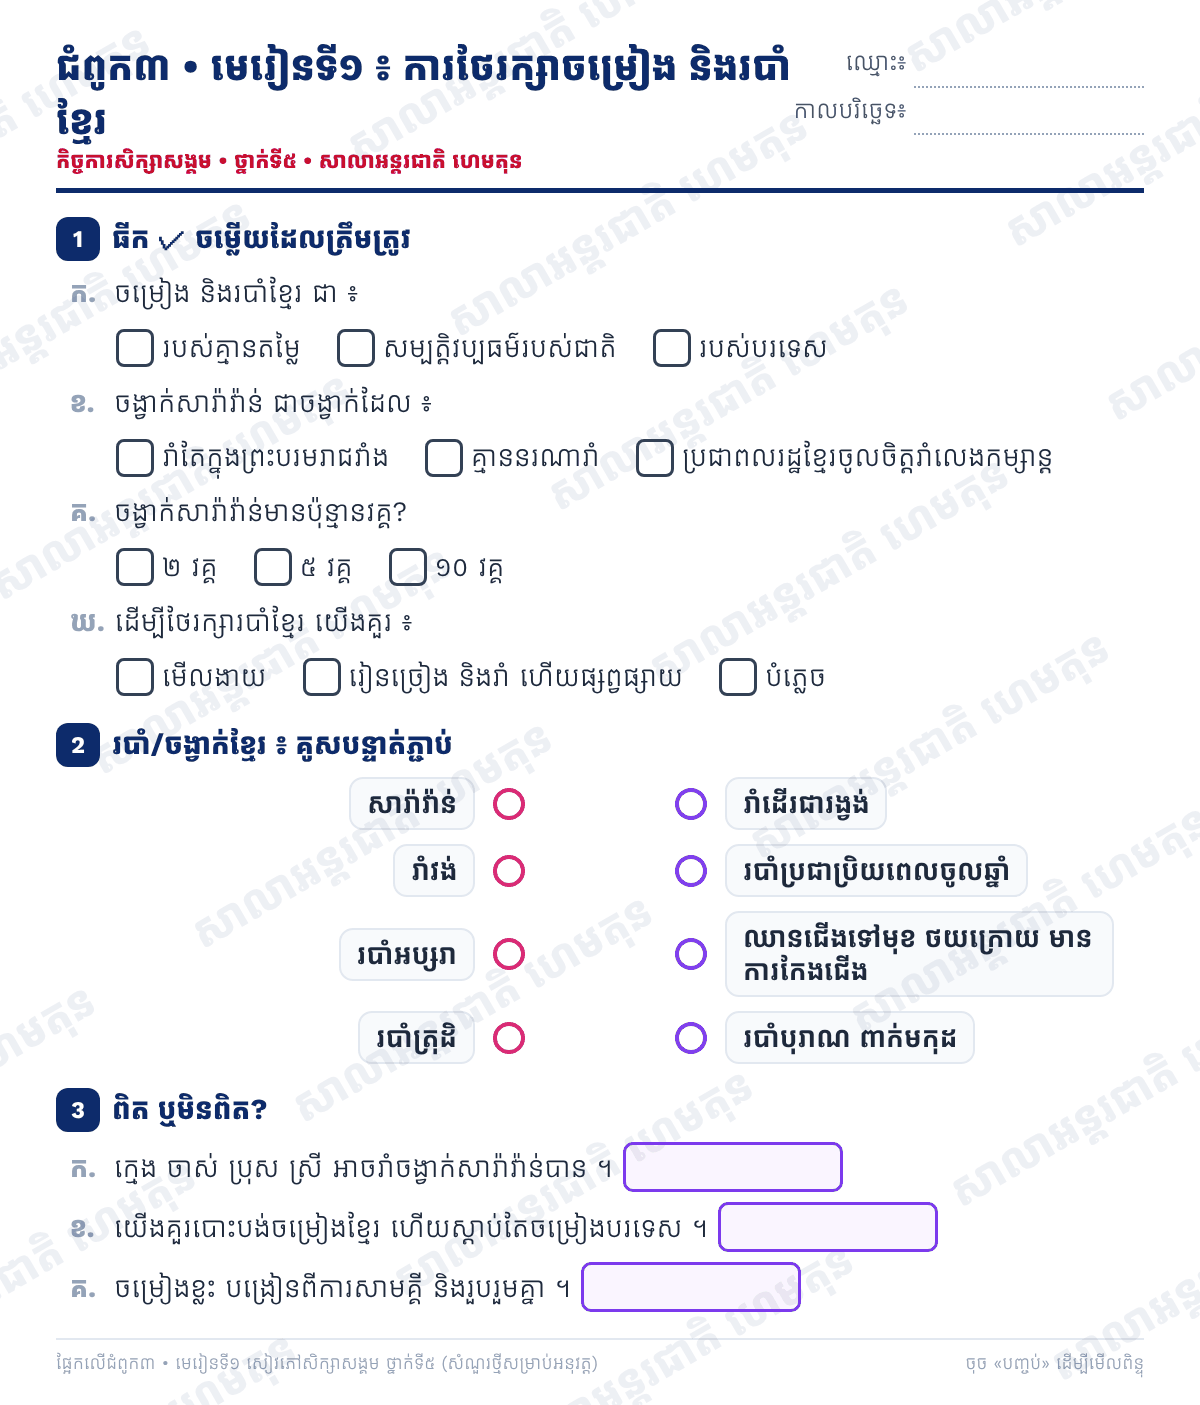 ជំពូក៣ • មេរៀនទី១ ៖ ការថែរក្សាចម្រៀង និងរបាំ
ខ្មែរ
ឈ្មោះ៖
កាលបរិច្ឆេទ៖
កិច្ចការសិក្សាសង្គម • ថ្នាក់ទី៥ • សាលាអន្តរជាតិ ហេមតុន
1 ធីក ✓ ចម្លើយដែលត្រឹមត្រូវ
ក. ចម្រៀង និងរបាំខ្មែរ ជា ៖
របស់គ្មានតម្លៃ សម្បត្តិវប្បធម៌របស់ជាតិ របស់បរទេស
ខ. ចង្វាក់សារ៉ាវ៉ាន់ ជាចង្វាក់ដែល ៖
រាំតែក្នុងព្រះបរមរាជវាំង គ្មាននរណារាំ ប្រជាពលរដ្ឋខ្មែរចូលចិត្តរាំលេងកម្សាន្ត
គ. ចង្វាក់សារ៉ាវ៉ាន់មានប៉ុន្មានវគ្គ?
២ វគ្គ ៥ វគ្គ ១០ វគ្គ
ឃ. ដើម្បីថែរក្សារបាំខ្មែរ យើងគួរ ៖
មើលងាយ រៀនច្រៀង និងរាំ ហើយផ្សព្វផ្សាយ បំភ្លេច
2 របាំ/ចង្វាក់ខ្មែរ ៖ គូសបន្ទាត់ភ្ជាប់
សារ៉ាវ៉ាន់ រាំដើរជារង្វង់
រាំវង់ របាំប្រជាប្រិយពេលចូលឆ្នាំ
របាំអប្សរា ឈានជើងទៅមុខ ថយក្រោយ មាន
ការកែងជើង
របាំត្រុដិ របាំបុរាណ ពាក់មកុដ
3 ពិត ឬមិនពិត?
ក. ក្មេង ចាស់ ប្រុស ស្រី អាចរាំចង្វាក់សារ៉ាវ៉ាន់បាន ។
ខ. យើងគួរបោះបង់ចម្រៀងខ្មែរ ហើយស្តាប់តែចម្រៀងបរទេស ។
គ. ចម្រៀងខ្លះ បង្រៀនពីការសាមគ្គី និងរួបរួមគ្នា ។
ផ្អែកលើជំពូក៣ • មេរៀនទី១ សៀវភៅសិក្សាសង្គម ថ្នាក់ទី៥ (សំណួរថ្មីសម្រាប់អនុវត្ត)
ចុច «បញ្ចប់» ដើម្បីមើលពិន្ទុ